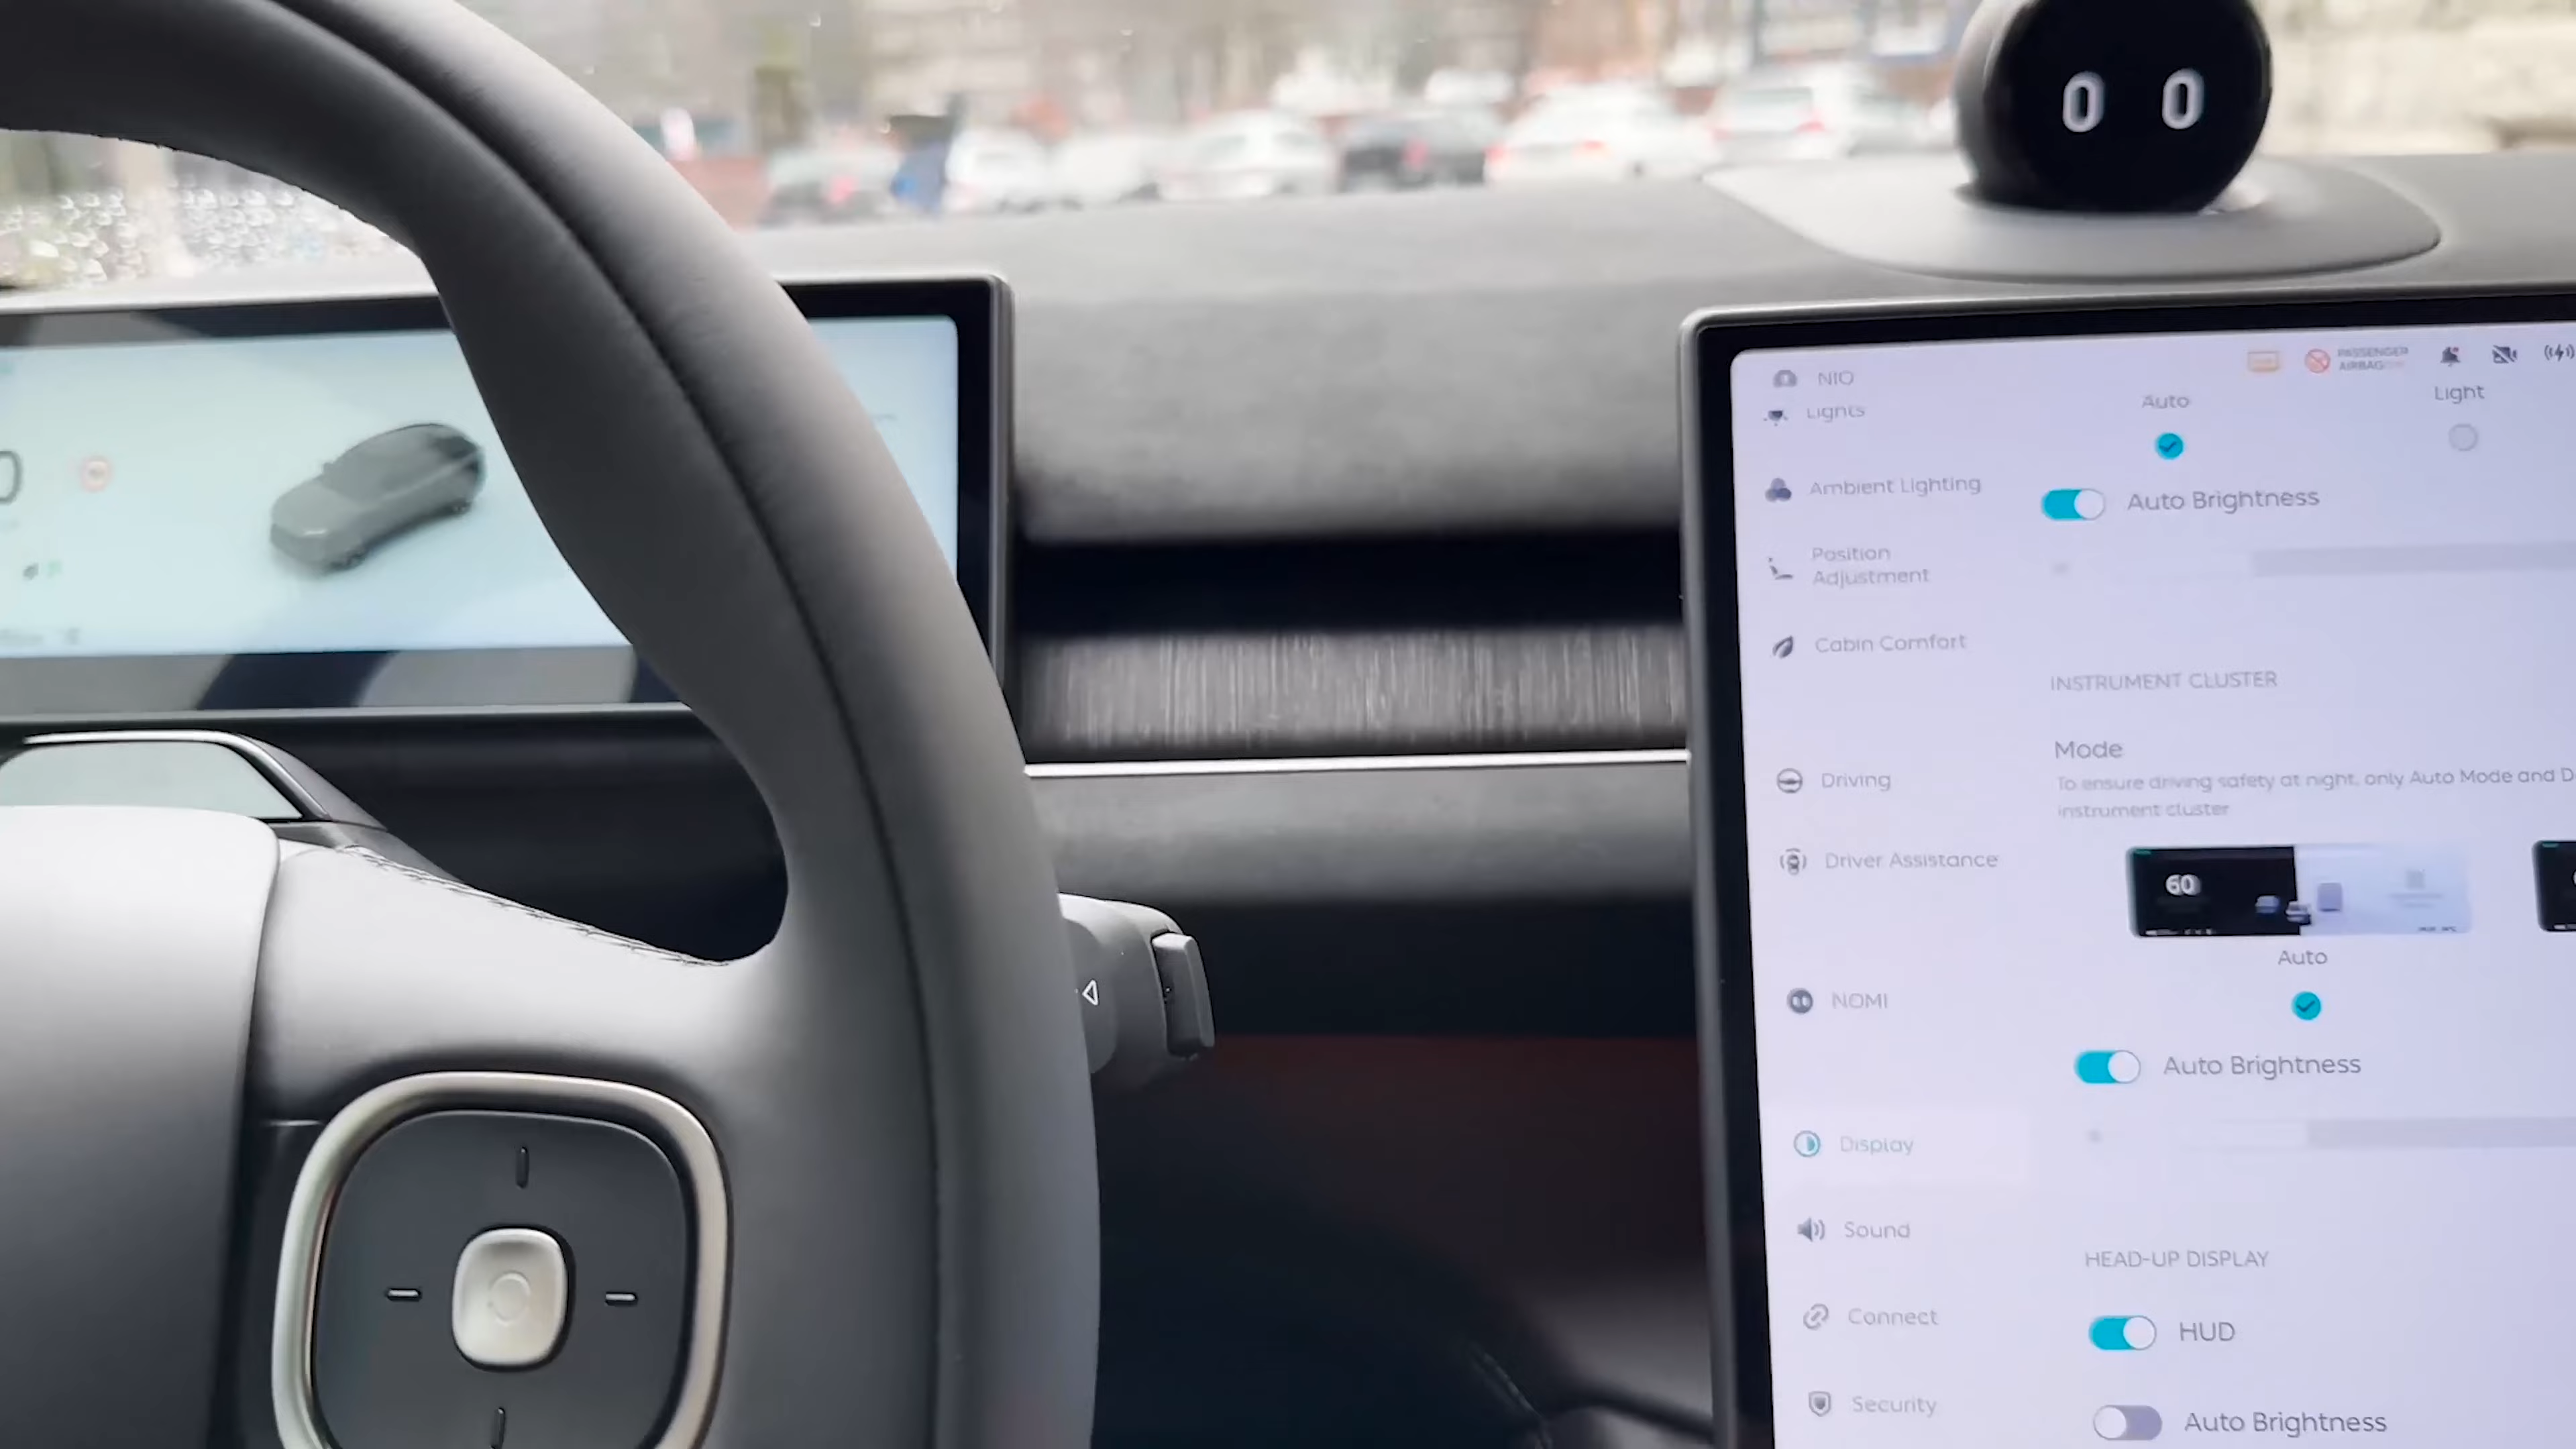 0 0
PASSENGER
AIRBAG
NIO
Lights
Auto
Light
Ambient Lighting
Auto Brightness
Position
Adjustment
Cabin Comfort
INSTRUMENT CLUSTER
Mode
To ensure driving safety at night, only Auto Mode and D
instrument cluster
Driving
Driver Assistance
60
Auto
NOMI
Auto Brightness
Display
Sound
HEAD-UP DISPLAY
Connect
HUD
Security
Auto Brightness